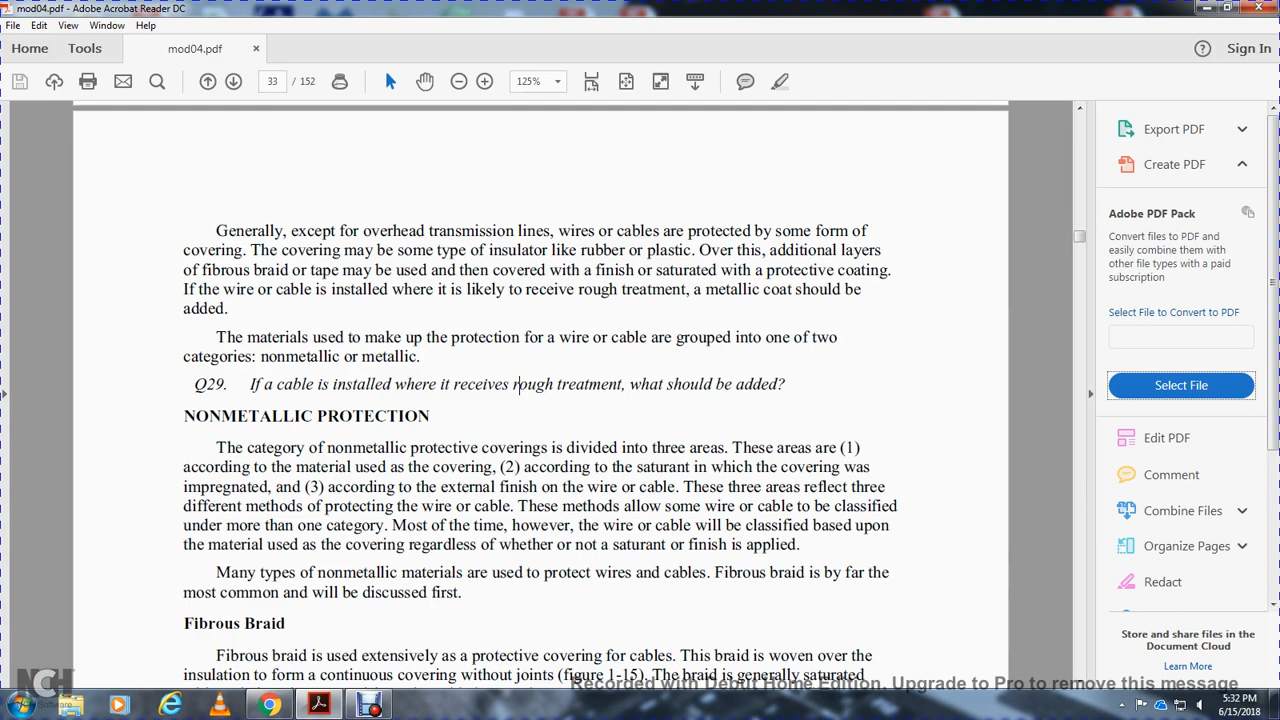 mod04.pdf - Adobe Acrobat Reader DC
File Edit View Window Help
Home Tools mod04.pdf × ? Sign In
33 / 152 125%
Export PDF
Create PDF
Adobe PDF Pack
Convert files to PDF and
easily combine them with
other file types with a paid
subscription
Select File to Convert to PDF
Select File
Edit PDF
Comment
Combine Files
Organize Pages
Redact
Store and share files in the
Document Cloud
Learn More
Generally, except for overhead transmission lines, wires or cables are protected by some form of
covering. The covering may be some type of insulator like rubber or plastic. Over this, additional layers
of fibrous braid or tape may be used and then covered with a finish or saturated with a protective coating.
If the wire or cable is installed where it is likely to receive rough treatment, a metallic coat should be
added.
The materials used to make up the protection for a wire or cable are grouped into one of two
categories: nonmetallic or metallic.
Q29. If a cable is installed where it receives rough treatment, what should be added?
NONMETALLIC PROTECTION
The category of nonmetallic protective coverings is divided into three areas. These areas are (1)
according to the material used as the covering, (2) according to the saturant in which the covering was
impregnated, and (3) according to the external finish on the wire or cable. These three areas reflect three
different methods of protecting the wire or cable. These methods allow some wire or cable to be classified
under more than one category. Most of the time, however, the wire or cable will be classified based upon
the material used as the covering regardless of whether or not a saturant or finish is applied.
Many types of nonmetallic materials are used to protect wires and cables. Fibrous braid is by far the
most common and will be discussed first.
Fibrous Braid
Fibrous braid is used extensively as a protective covering for cables. This braid is woven over the
insulation to form a continuous covering without joints (figure 1-15). The braid is generally saturated
Recorded with Debut Home Edition. Upgrade to Pro to remove this message
NCH
Software
5:32 PM
6/15/2018